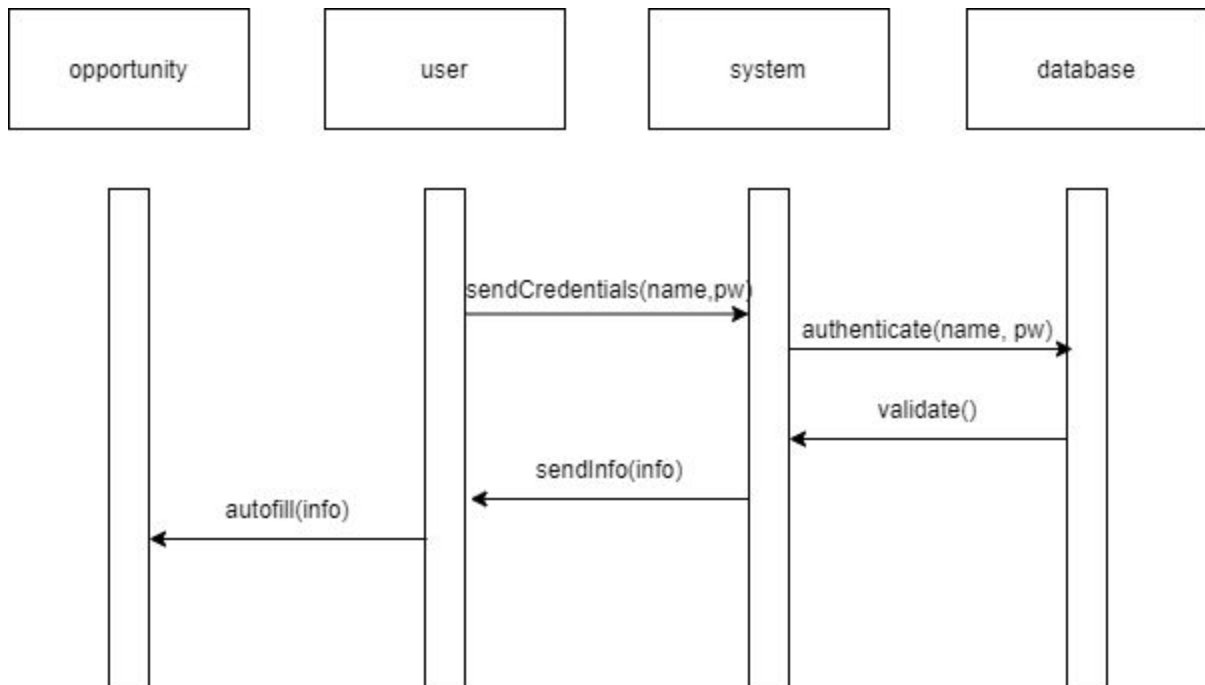 opportunity
user
system
database
sendCredentials(name,pw)
authenticate(name, pw)
validate()
sendInfo(info)
autofill(info)